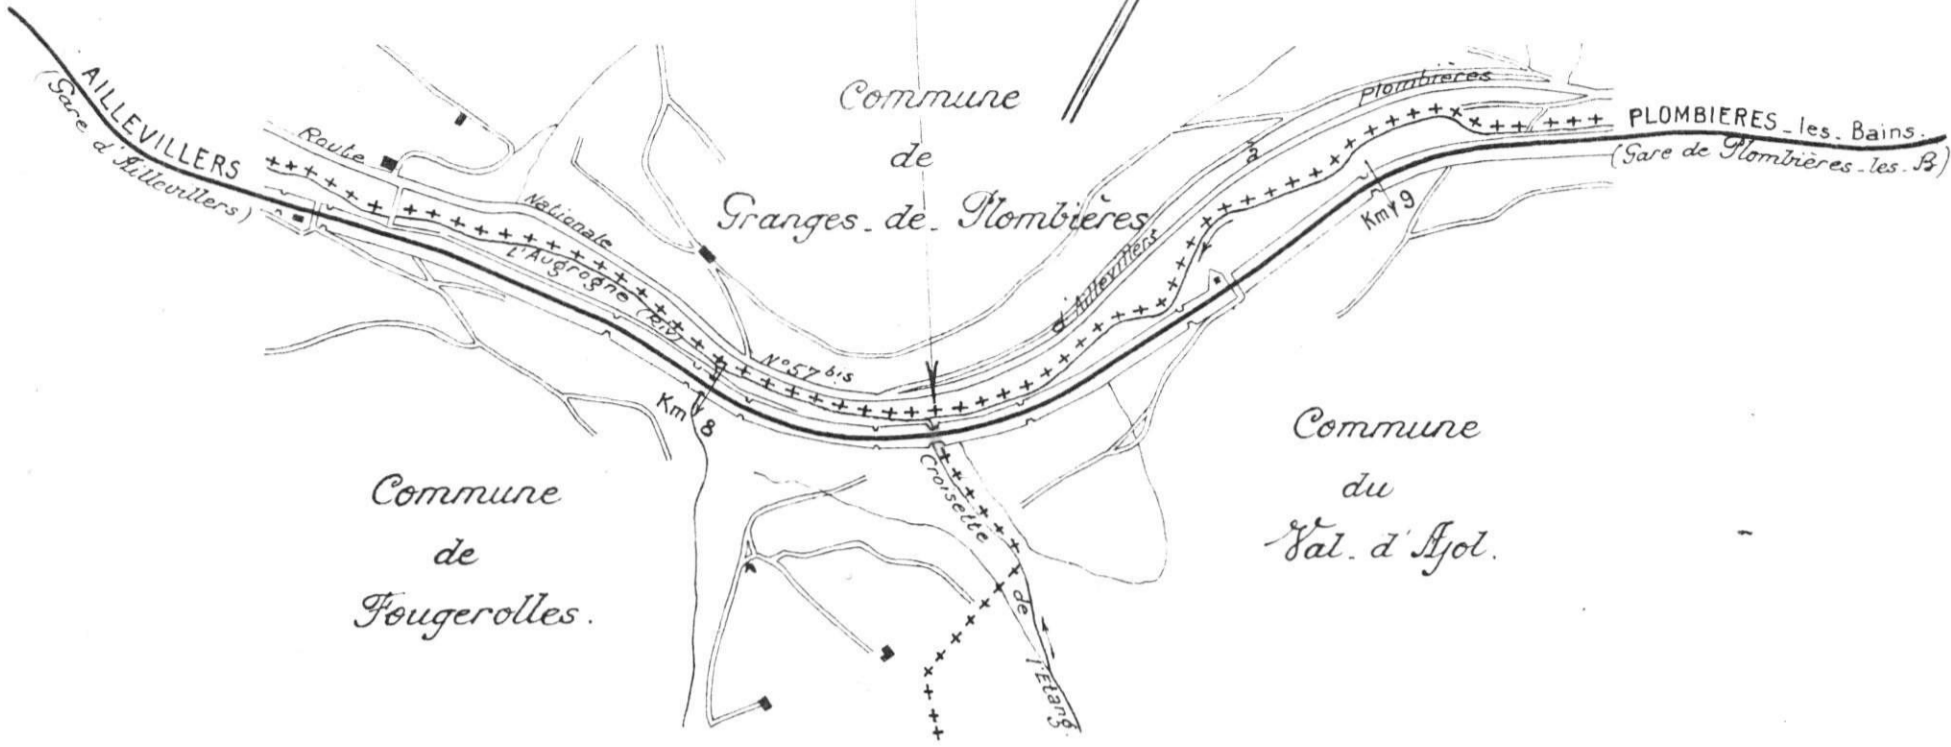 AILLEVILLERS
(Gare d'Aillevillers)
Route
Nationale
N° 57 bis
d'Aillevillers
à
Plombières
L'Augrogne (Riv)
Commune
de
Granges-de-Plombières
PLOMBIERES-les-Bains.
(Gare de Plombières-les-B)
Km 8
Km 9
Commune
de
Fougerolles.
Croisette
de
l'Etang
Commune
du
Val-d'Ajol.